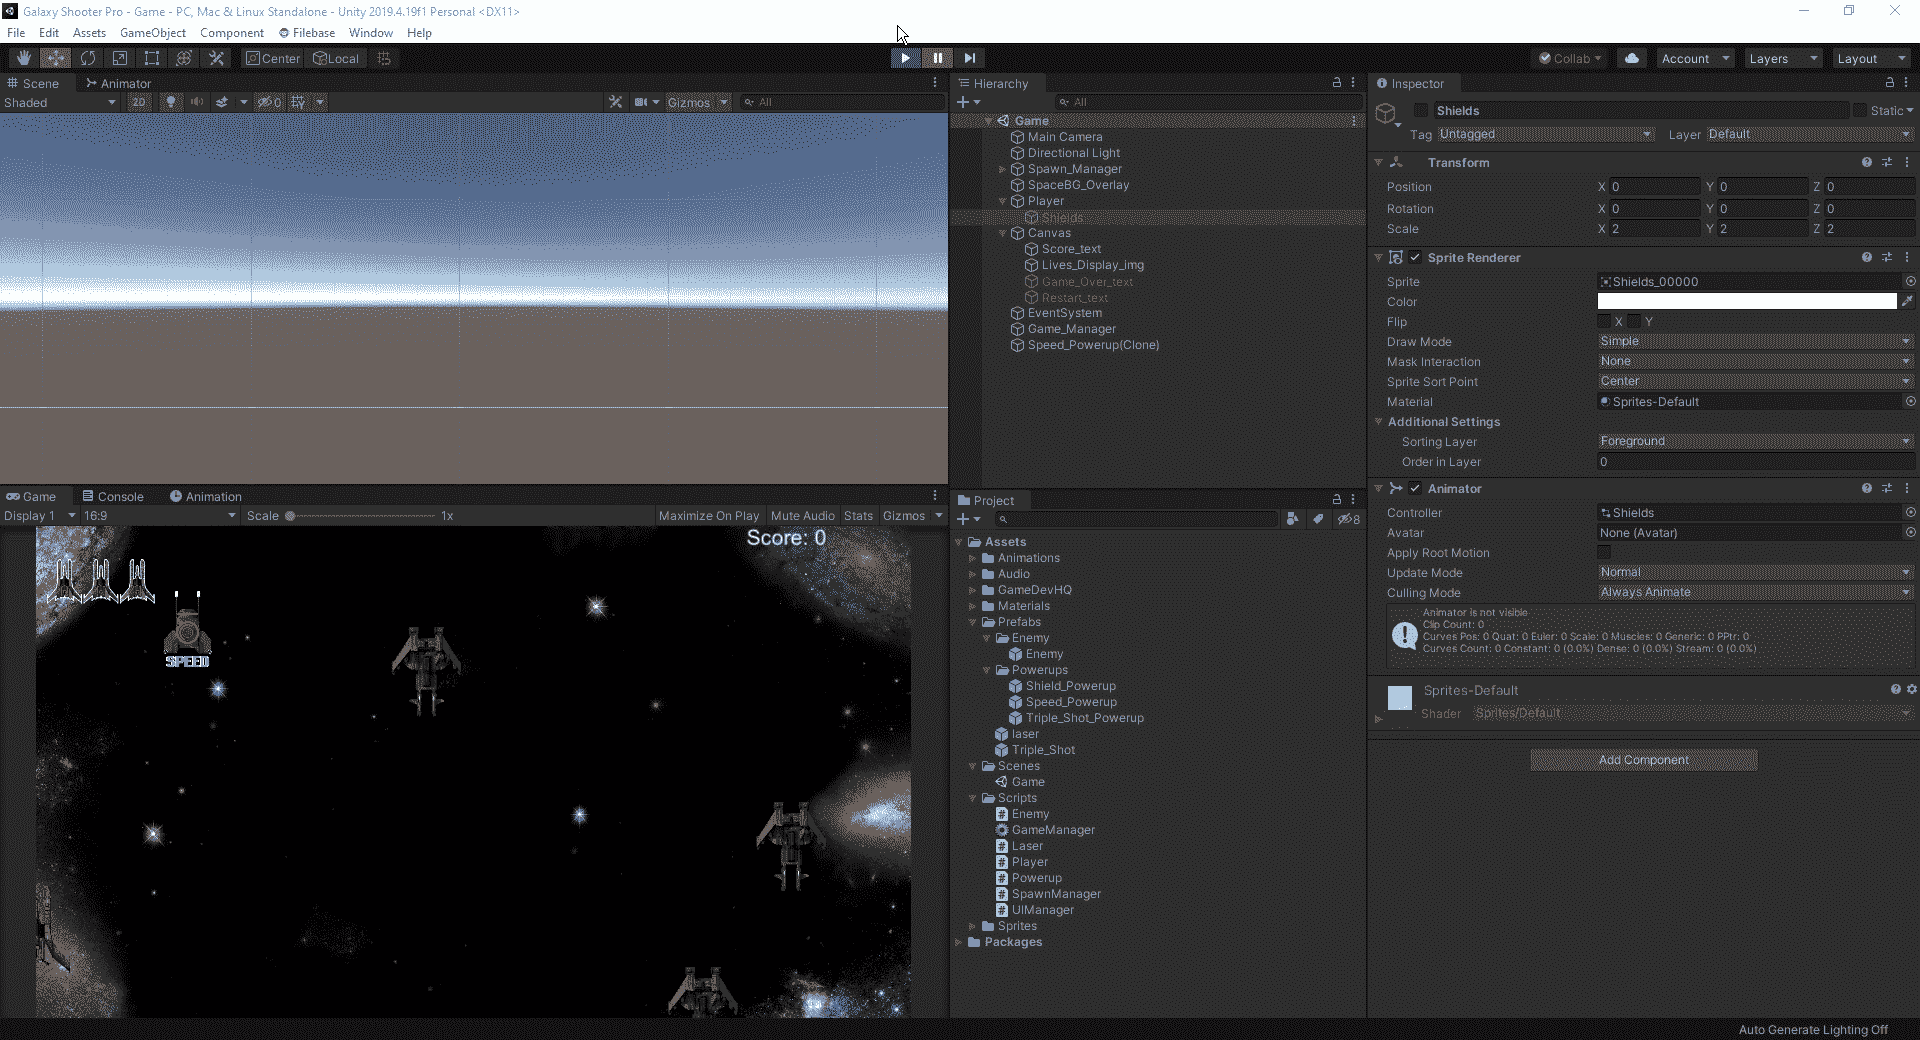 Galaxy Shooter Pro - Game - PC, Mac & Linux Standalone - Unity 2019.4.19f1 Personal <DX11>
File Edit Assets GameObject Component Filebase Window Help
Center Local Collab Account Layers Layout
Scene Animator
Shaded 2D 0 Gizmos All
Hierarchy
All
Game
Main Camera
Directional Light
Spawn_Manager
SpaceBG_Overlay
Player
Shields
Canvas
Score_text
Lives_Display_img
Game_Over_text
Restart_text
EventSystem
Game_Manager
Speed_Powerup(Clone)
Inspector
Shields Static
Tag Untagged Layer Default
Transform
Position X 0 Y 0 Z 0
Rotation X 0 Y 0 Z 0
Scale X 2 Y 2 Z 2
Sprite Renderer
Sprite Shields_00000
Color
Flip X Y
Draw Mode Simple
Mask Interaction None
Sprite Sort Point Center
Material Sprites-Default
Additional Settings
Sorting Layer Foreground
Order in Layer 0
Animator
Controller Shields
Avatar None (Avatar)
Apply Root Motion
Update Mode Normal
Culling Mode Always Animate
Animator is not visible
Clip Count: 0
Curves Pos: 0 Quat: 0 Euler: 0 Scale: 0 Muscles: 0 Generic: 0 PPtr: 0
Curves Count: 0 Constant: 0 (0.0%) Dense: 0 (0.0%) Stream: 0 (0.0%)
Sprites-Default
Shader Sprites/Default
Add Component
Game Console Animation
Display 1 16:9 Scale 1x Maximize On Play Mute Audio Stats Gizmos
Score: 0
SPEED
Project
8
Assets
Animations
Audio
GameDevHQ
Materials
Prefabs
Enemy
Enemy
Powerups
Shield_Powerup
Speed_Powerup
Triple_Shot_Powerup
laser
Triple_Shot
Scenes
Game
Scripts
Enemy
GameManager
Laser
Player
Powerup
SpawnManager
UIManager
Sprites
Packages
Auto Generate Lighting Off